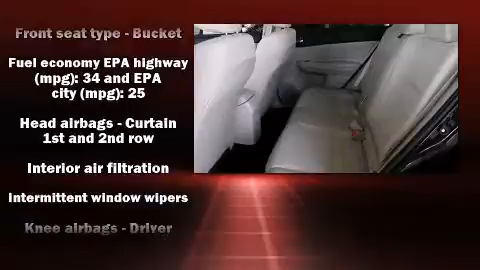 Front seat type - Bucket
Fuel economy EPA highway
(mpg): 34 and EPA
city (mpg): 25
Head airbags - Curtain
1st and 2nd row
Interior air filtration
Intermittent window wipers
Knee airbags - Driver